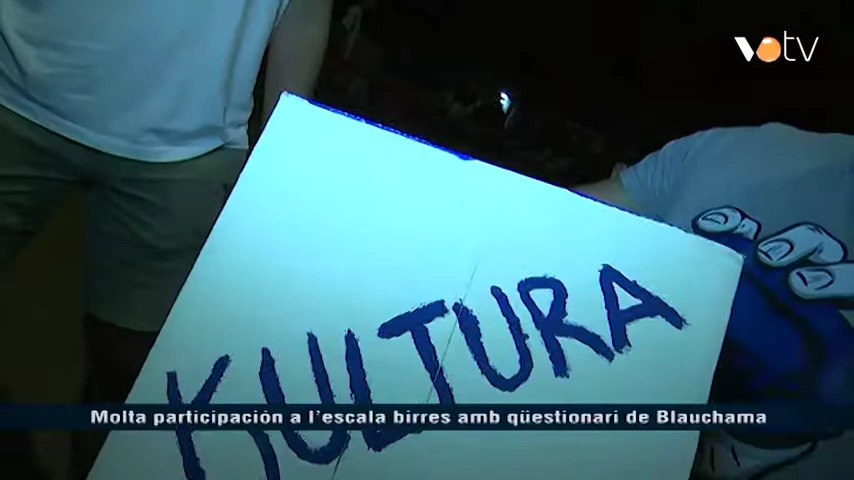 votv
KULTURA
Molta participación a l'escala birres amb qüestionari de Blauchama